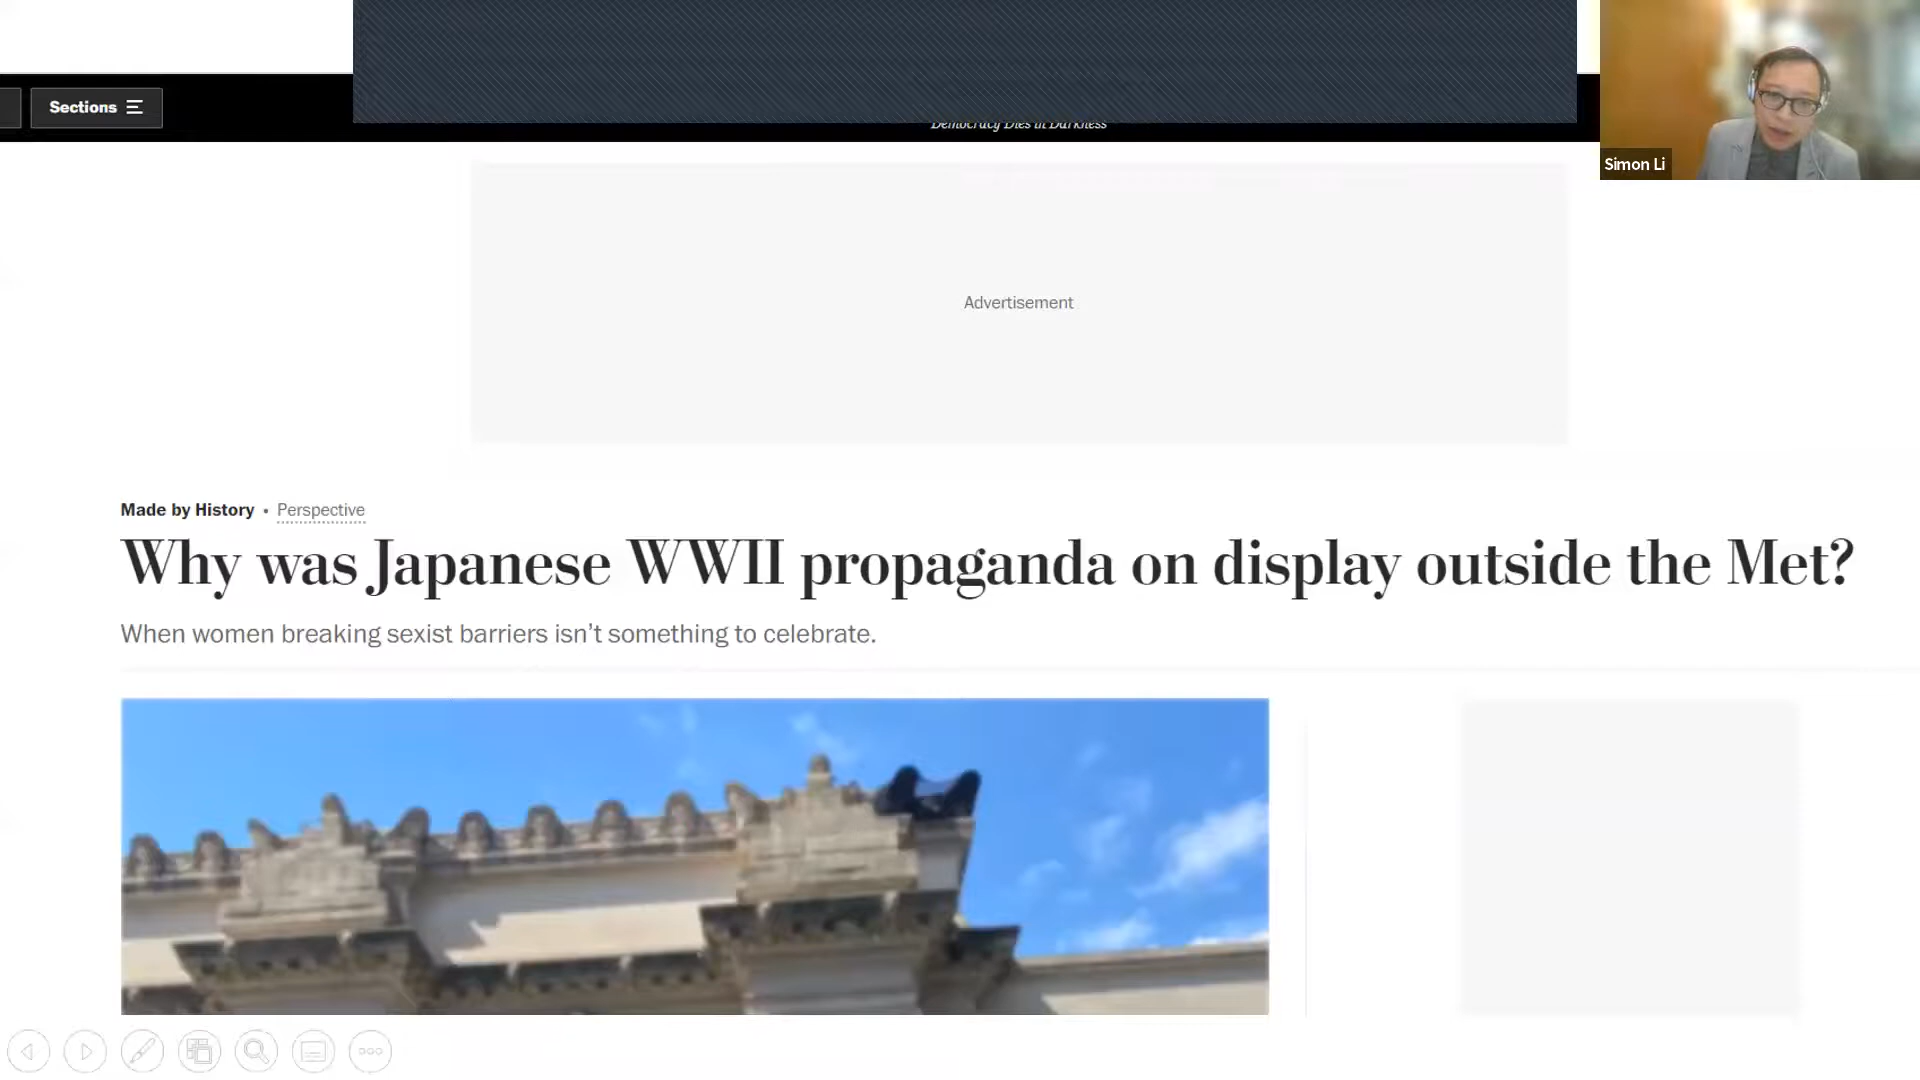 Sections
Democracy Dies in Darkness
Simon Li
Advertisement
Made by History • Perspective
Why was Japanese WWII propaganda on display outside the Met?
When women breaking sexist barriers isn’t something to celebrate.